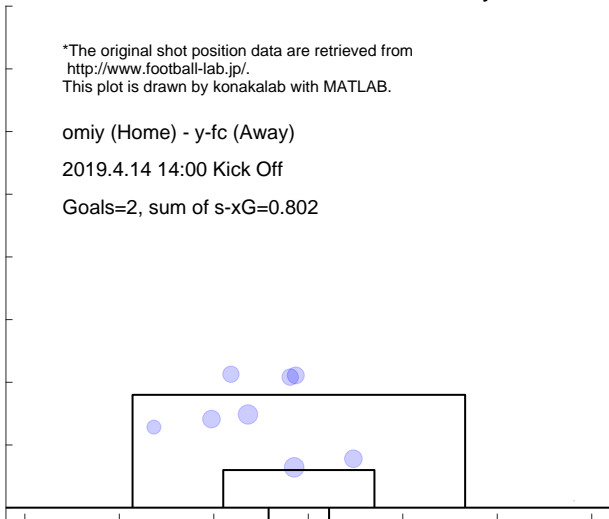 *The original shot position data are retrieved from
http://www.football-lab.jp/.
This plot is drawn by konakalab with MATLAB.
omiy (Home) - y-fc (Away)
2019.4.14 14:00 Kick Off
Goals=2, sum of s-xG=0.802